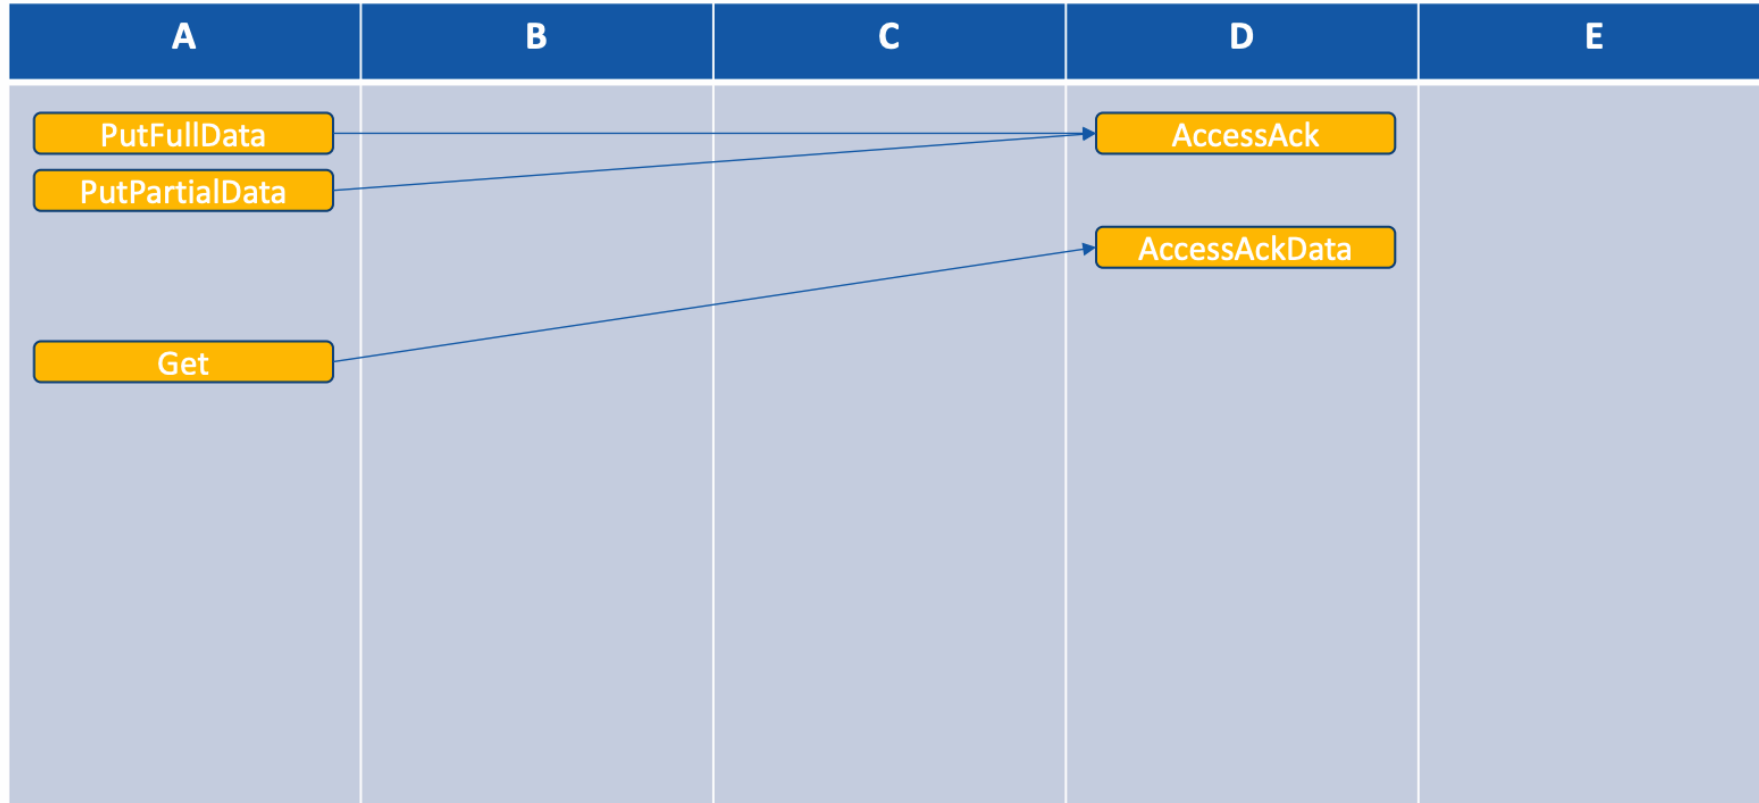 A
B
C
D
E
PutFullData
AccessAck
PutPartialData
AccessAckData
Get